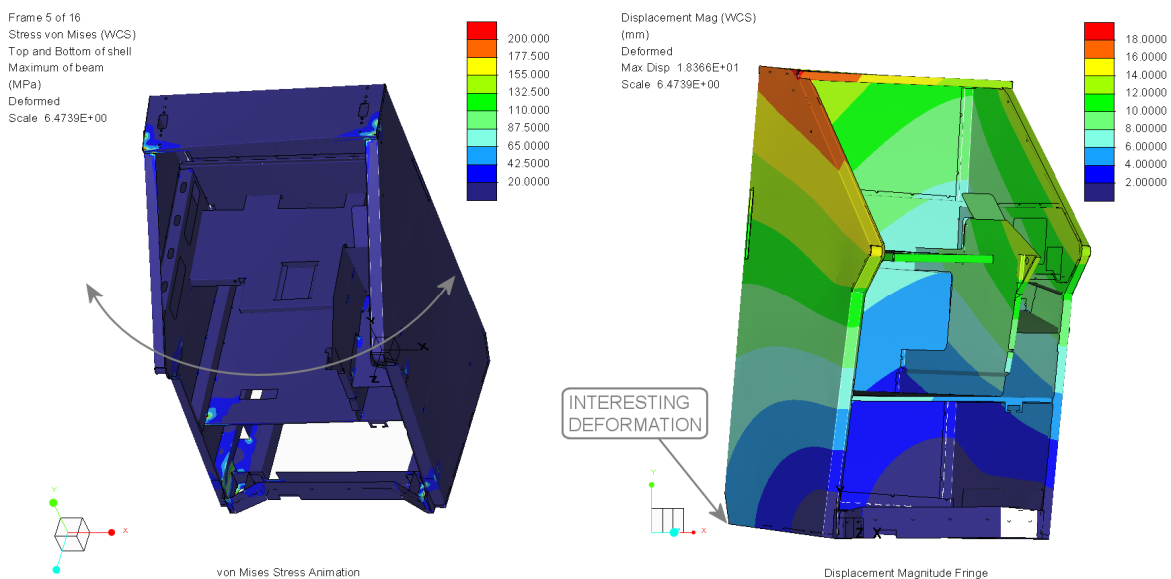 Frame 5 of 16
Stress von Mises (WCS)
Top and Bottom of shell
Maximum of beam
(MPa)
Deformed
Scale 6.4739E+00
200.000
177.500
155.000
132.500
110.000
87.5000
65.0000
42.5000
20.0000
Y
X
Z
Y
X
von Mises Stress Animation
Displacement Mag (WCS)
(mm)
Deformed
Max Disp 1.8366E+01
Scale 6.4739E+00
18.0000
16.0000
14.0000
12.0000
10.0000
8.00000
6.00000
4.00000
2.00000
INTERESTING
DEFORMATION
Y
X
Y
Z X
Displacement Magnitude Fringe